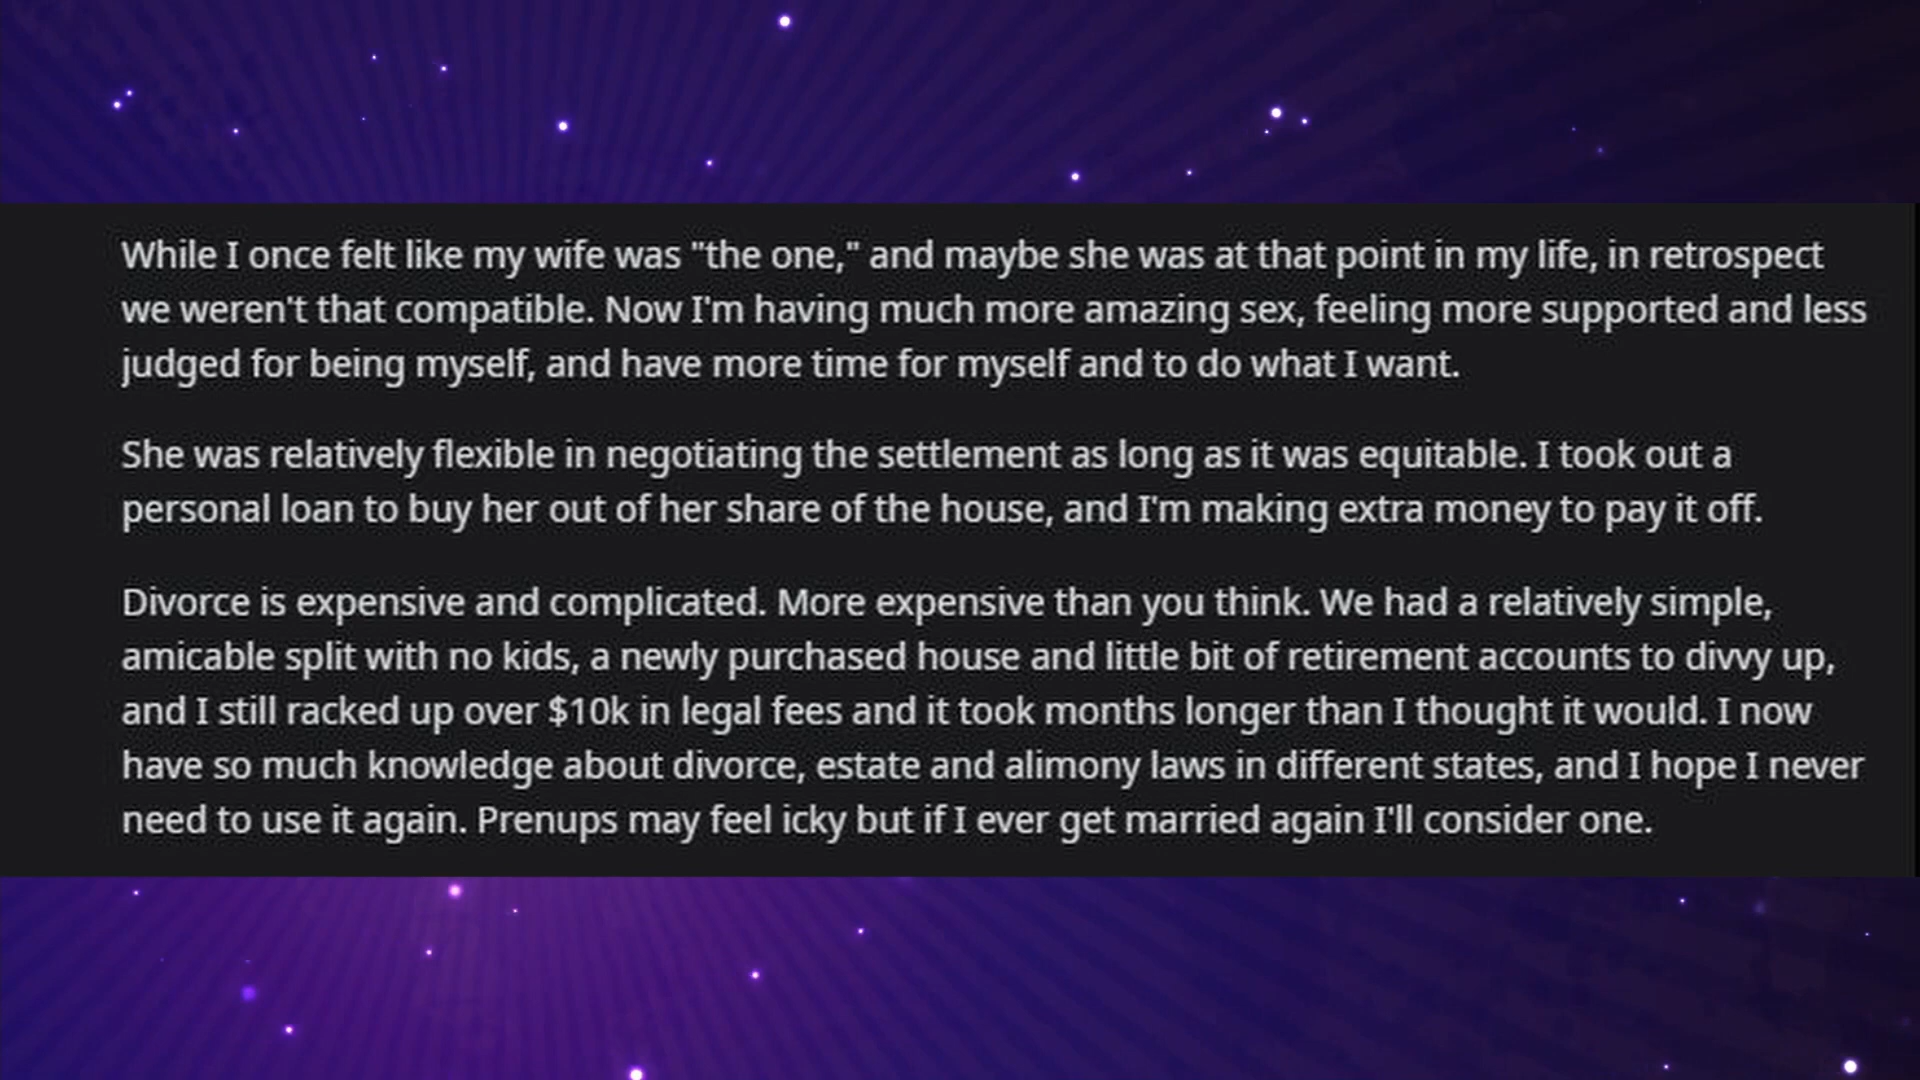 While I once felt like my wife was "the one," and maybe she was at that point in my life, in retrospect
we weren't that compatible. Now I'm having much more amazing sex, feeling more supported and less
judged for being myself, and have more time for myself and to do what I want.
She was relatively flexible in negotiating the settlement as long as it was equitable. I took out a
personal loan to buy her out of her share of the house, and I'm making extra money to pay it off.
Divorce is expensive and complicated. More expensive than you think. We had a relatively simple,
amicable split with no kids, a newly purchased house and little bit of retirement accounts to divvy up,
and I still racked up over $10k in legal fees and it took months longer than I thought it would. I now
have so much knowledge about divorce, estate and alimony laws in different states, and I hope I never
need to use it again. Prenups may feel icky but if I ever get married again I'll consider one.